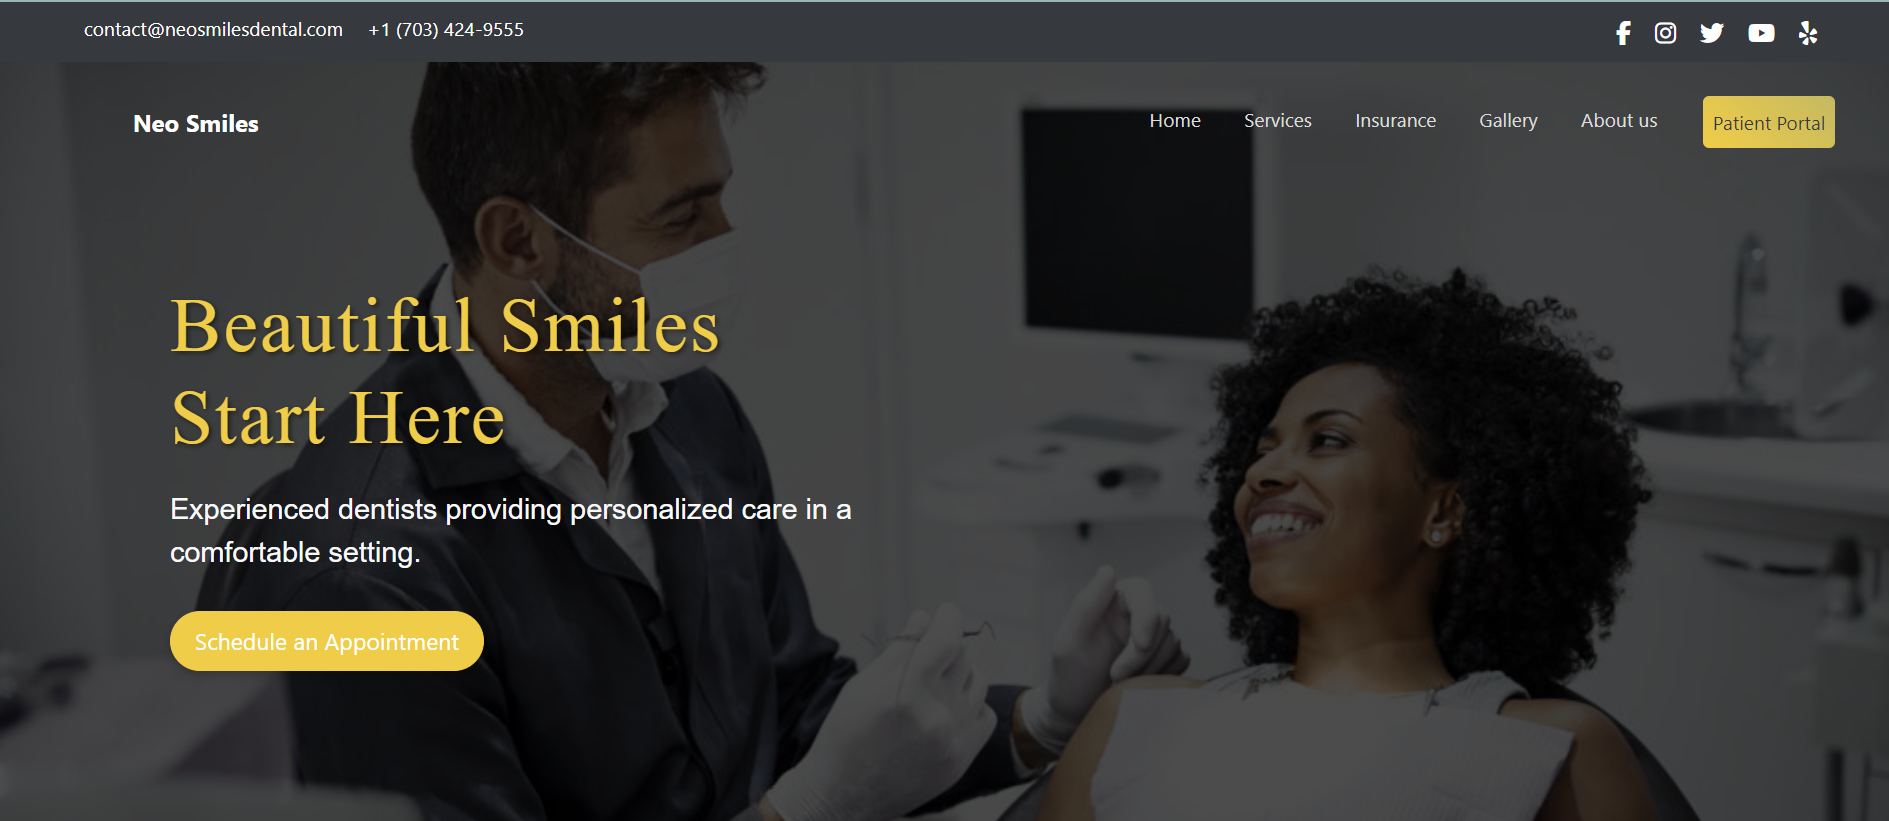 contact@neosmilesdental.com +1 (703) 424-9555
Neo Smiles
Home Services Insurance Gallery About us Patient Portal
Beautiful Smiles
Start Here
Experienced dentists providing personalized care in a
comfortable setting.
Schedule an Appointment